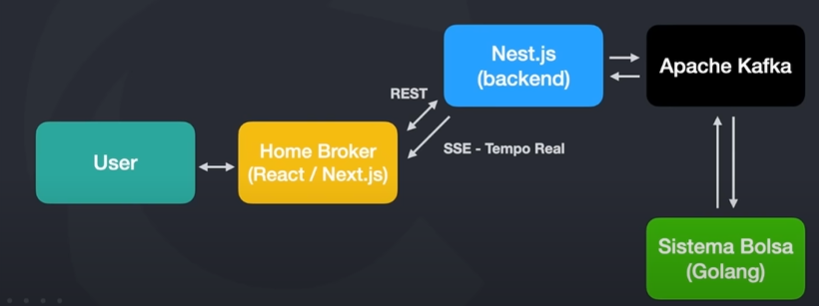 Nest.js
(backend)
Apache Kafka
REST
User
Home Broker
(React / Next.js)
SSE - Tempo Real
Sistema Bolsa
(Golang)